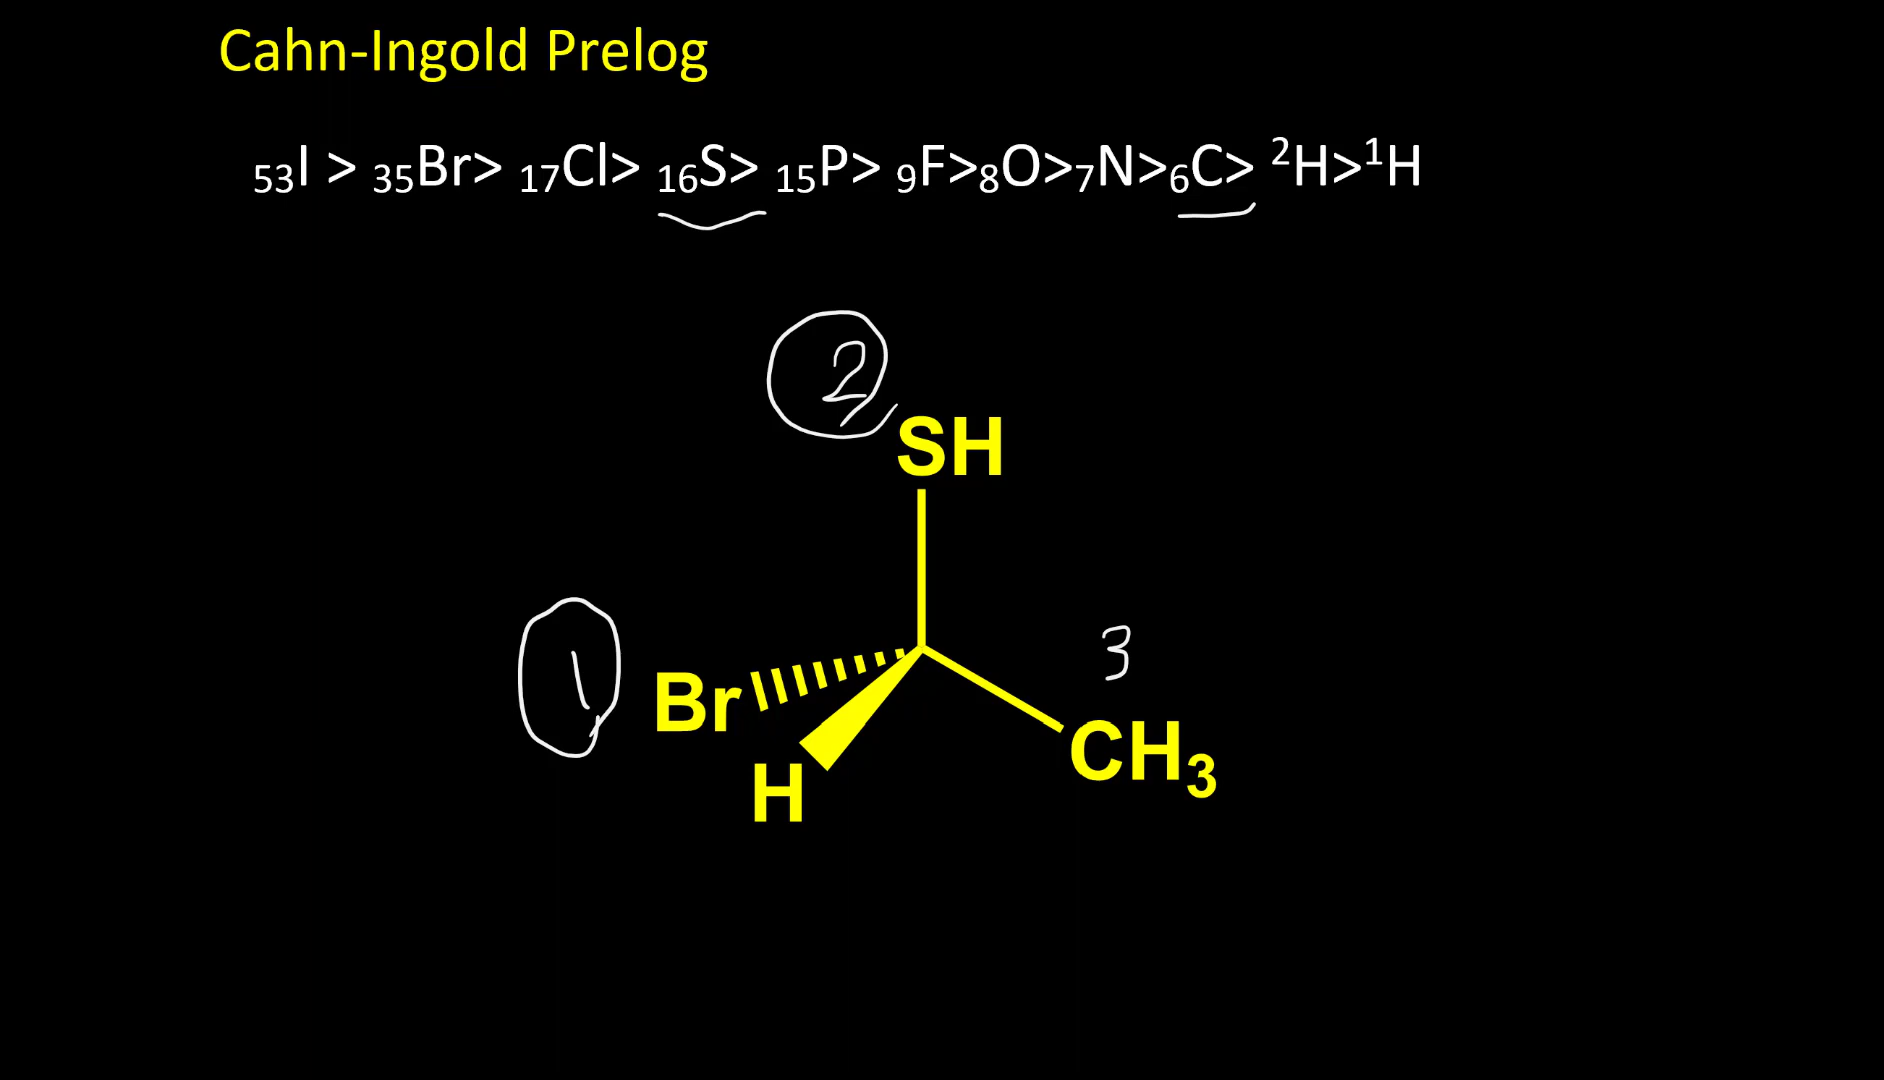 Cahn-Ingold Prelog
₅₃I > ₃₅Br> ₁₇Cl> ₁₆S> ₁₅P> ₉F>₈O>₇N>₆C> ²H>¹H
2
SH
1
3
Br
CH₃
H